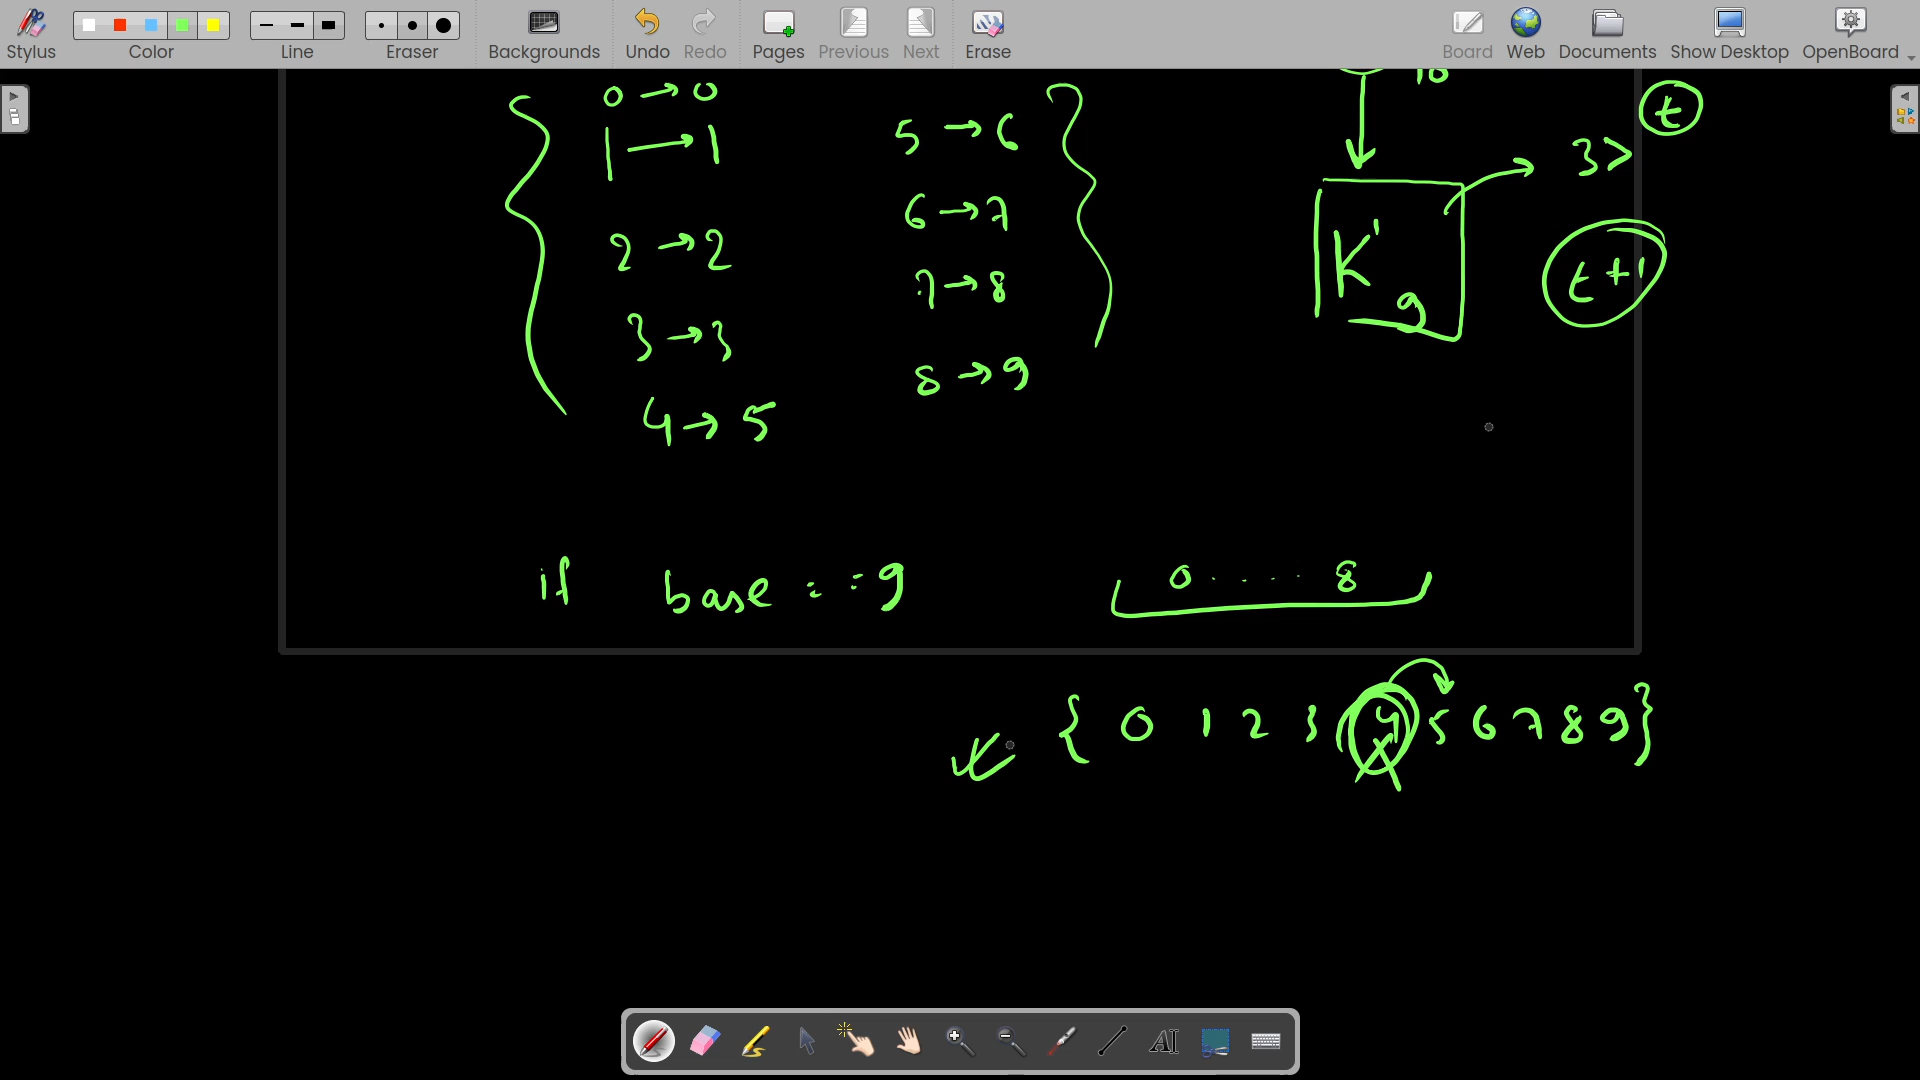 Stylus Color Line Eraser Backgrounds Undo Redo Pages Previous Next Erase Board Web Documents Show Desktop OpenBoard
10
0 → 0
1 → 1
2 → 2
3 → 3
4 → 5
5 → 6
6 → 7
7 → 8
8 → 9
t
3 >
K'
9
t+1
if base == 9
0 ..... 8
{ 0 1 2 3 4 5 6 7 8 9 }
AI